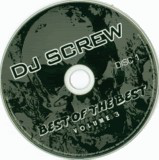 DJ SCREW
DISC 1
BEST OF THE BEST
VOLUME 3